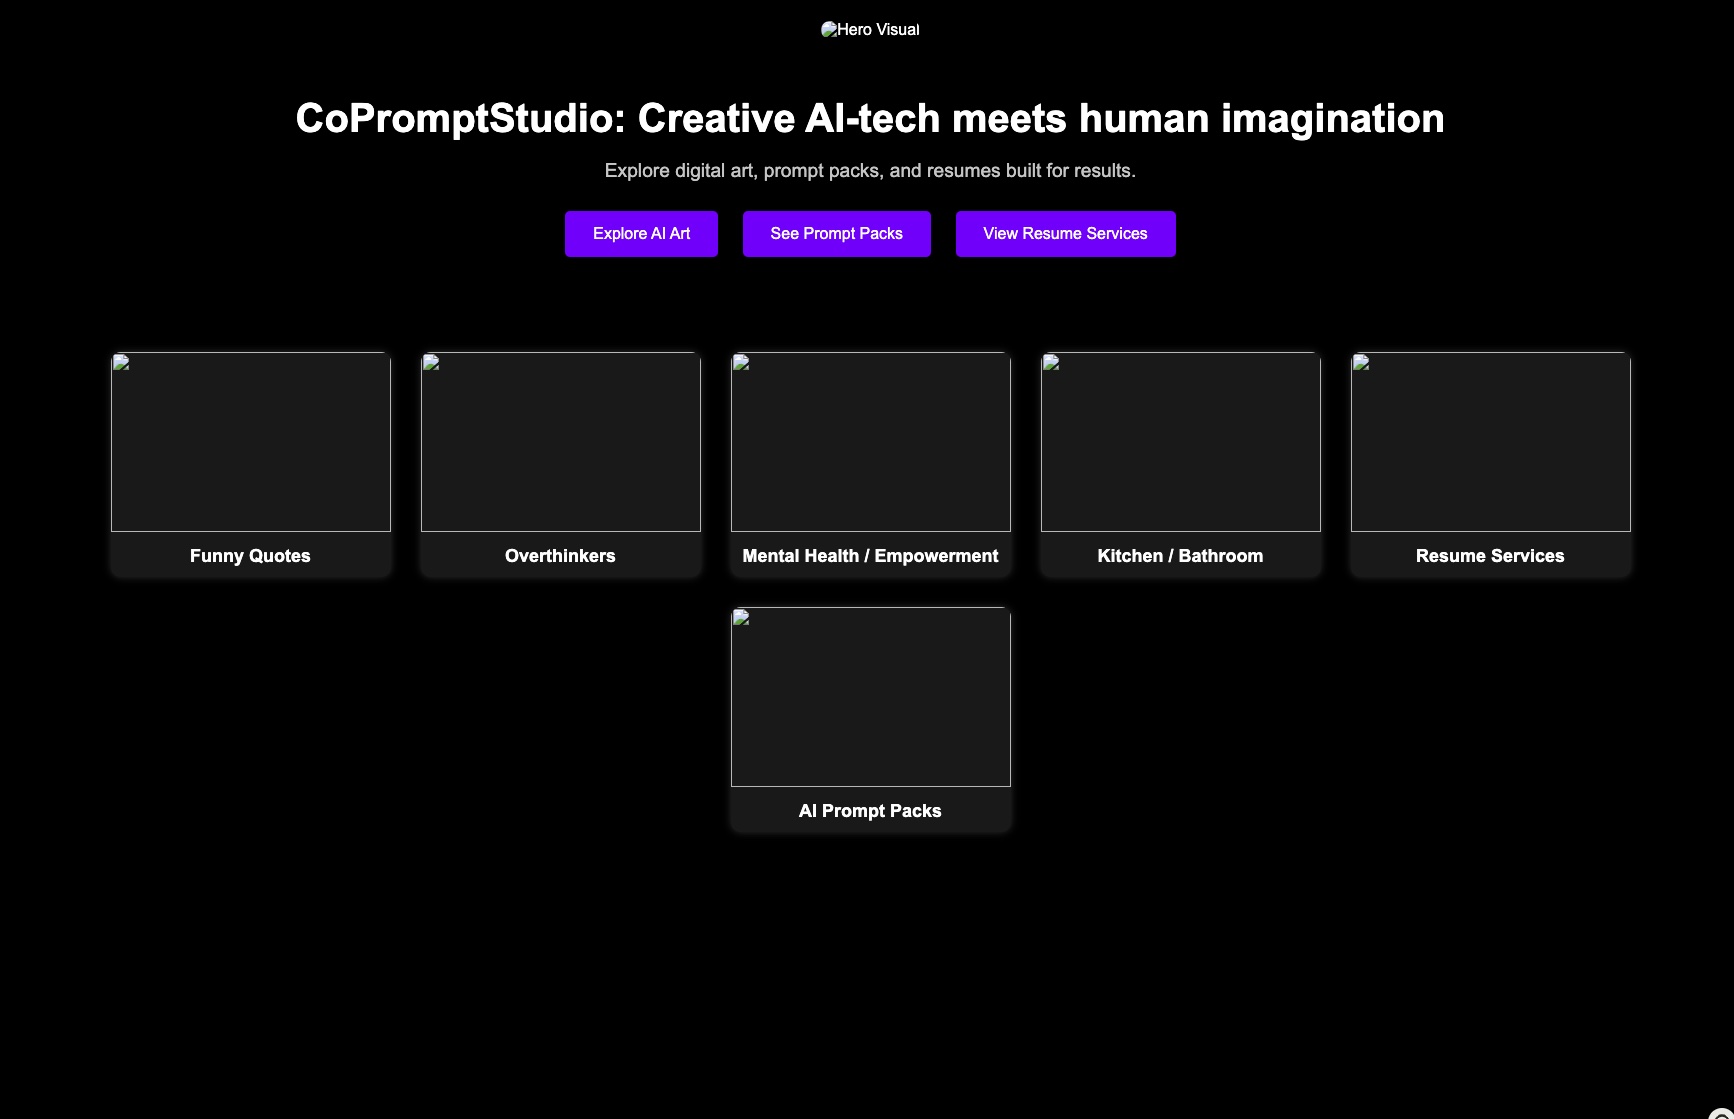 Hero Visual
CoPromptStudio: Creative AI-tech meets human imagination
Explore digital art, prompt packs, and resumes built for results.
Explore AI Art
See Prompt Packs
View Resume Services
Funny Quotes
Overthinkers
Mental Health / Empowerment
Kitchen / Bathroom
Resume Services
AI Prompt Packs